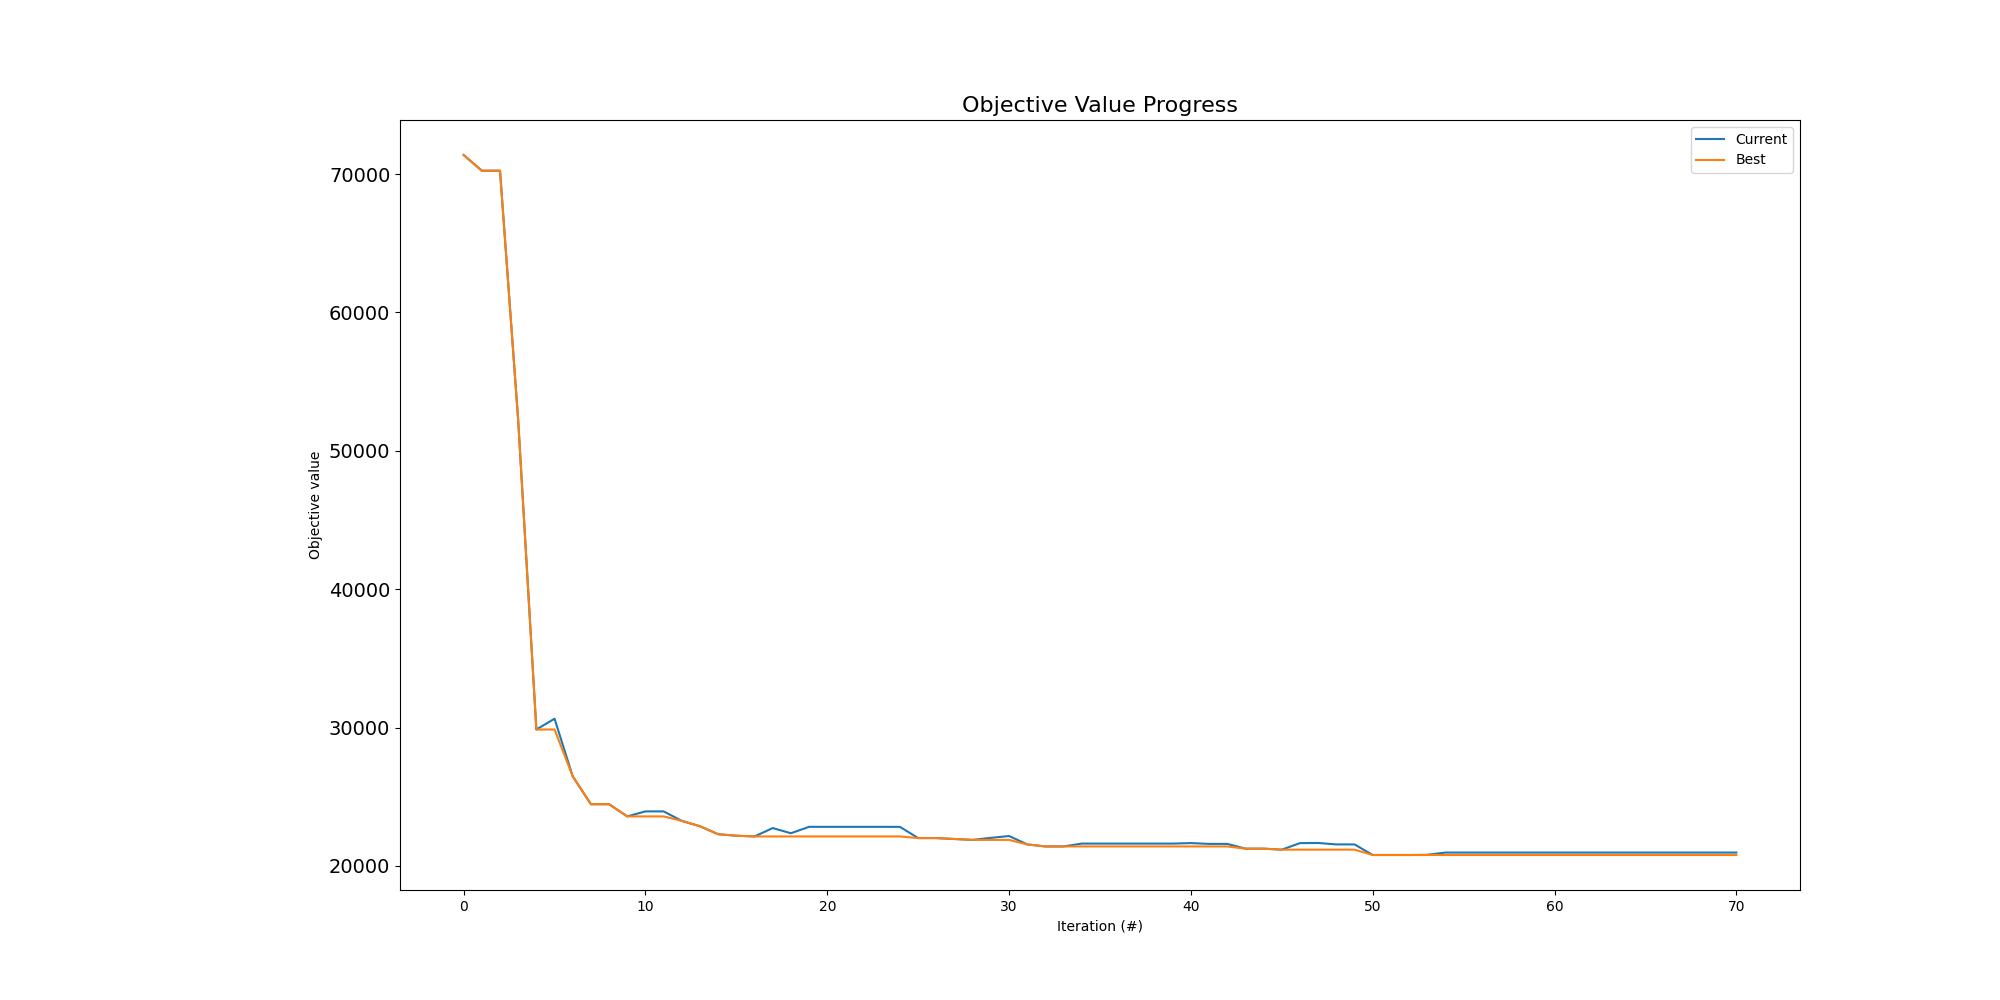 Objective Value Progress
Current
Best
70000
60000
50000
40000
30000
20000
Objective value
0 10 20 30 40 50 60 70
Iteration (#)